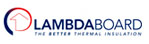 LAMBDABOARD
THE BETTER THERMAL INSULATION